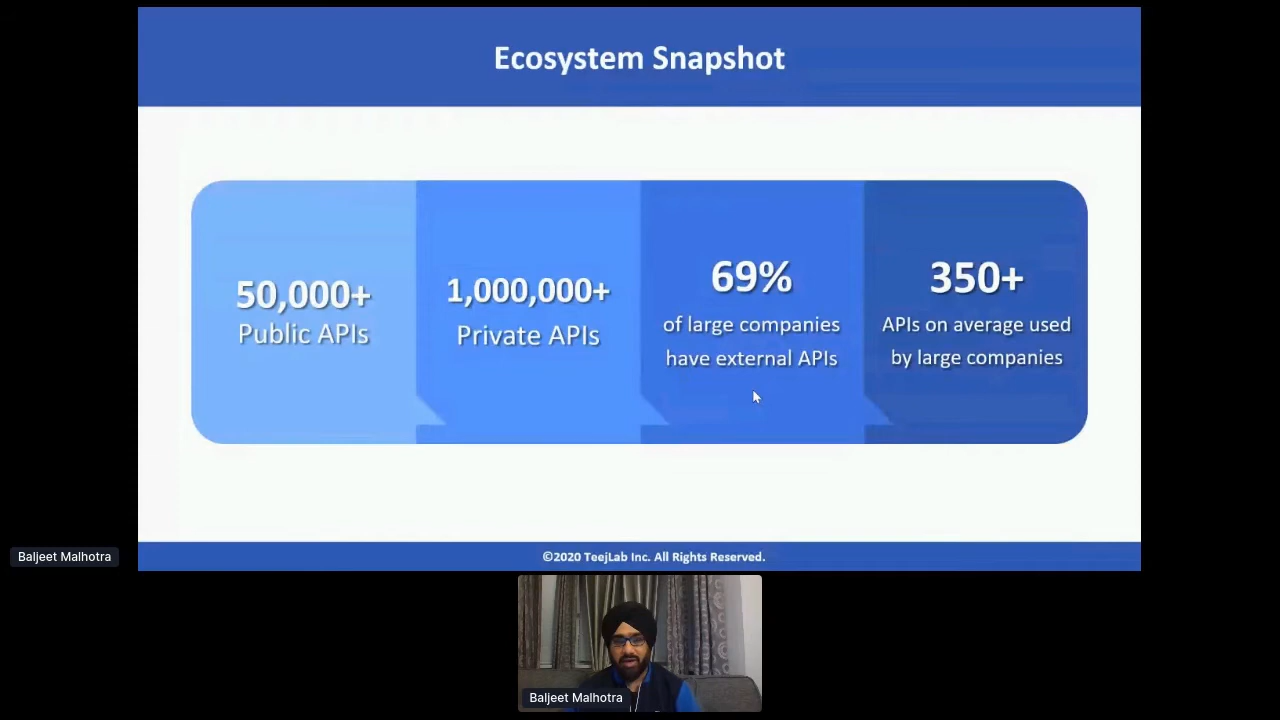 Ecosystem Snapshot
50,000+
Public APIs
1,000,000+
Private APIs
69%
of large companies
have external APIs
350+
APIs on average used
by large companies
©2020 TeejLab Inc. All Rights Reserved.
Baljeet Malhotra
Baljeet Malhotra